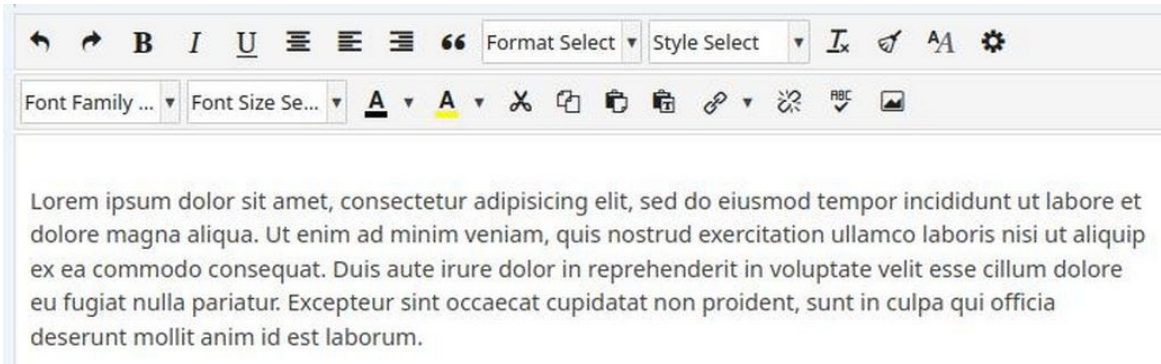 B I U Format Select Style Select Tx AA
Font Family ... Font Size Se... A A ABC
Lorem ipsum dolor sit amet, consectetur adipisicing elit, sed do eiusmod tempor incididunt ut labore et
dolore magna aliqua. Ut enim ad minim veniam, quis nostrud exercitation ullamco laboris nisi ut aliquip
ex ea commodo consequat. Duis aute irure dolor in reprehenderit in voluptate velit esse cillum dolore
eu fugiat nulla pariatur. Excepteur sint occaecat cupidatat non proident, sunt in culpa qui officia
deserunt mollit anim id est laborum.